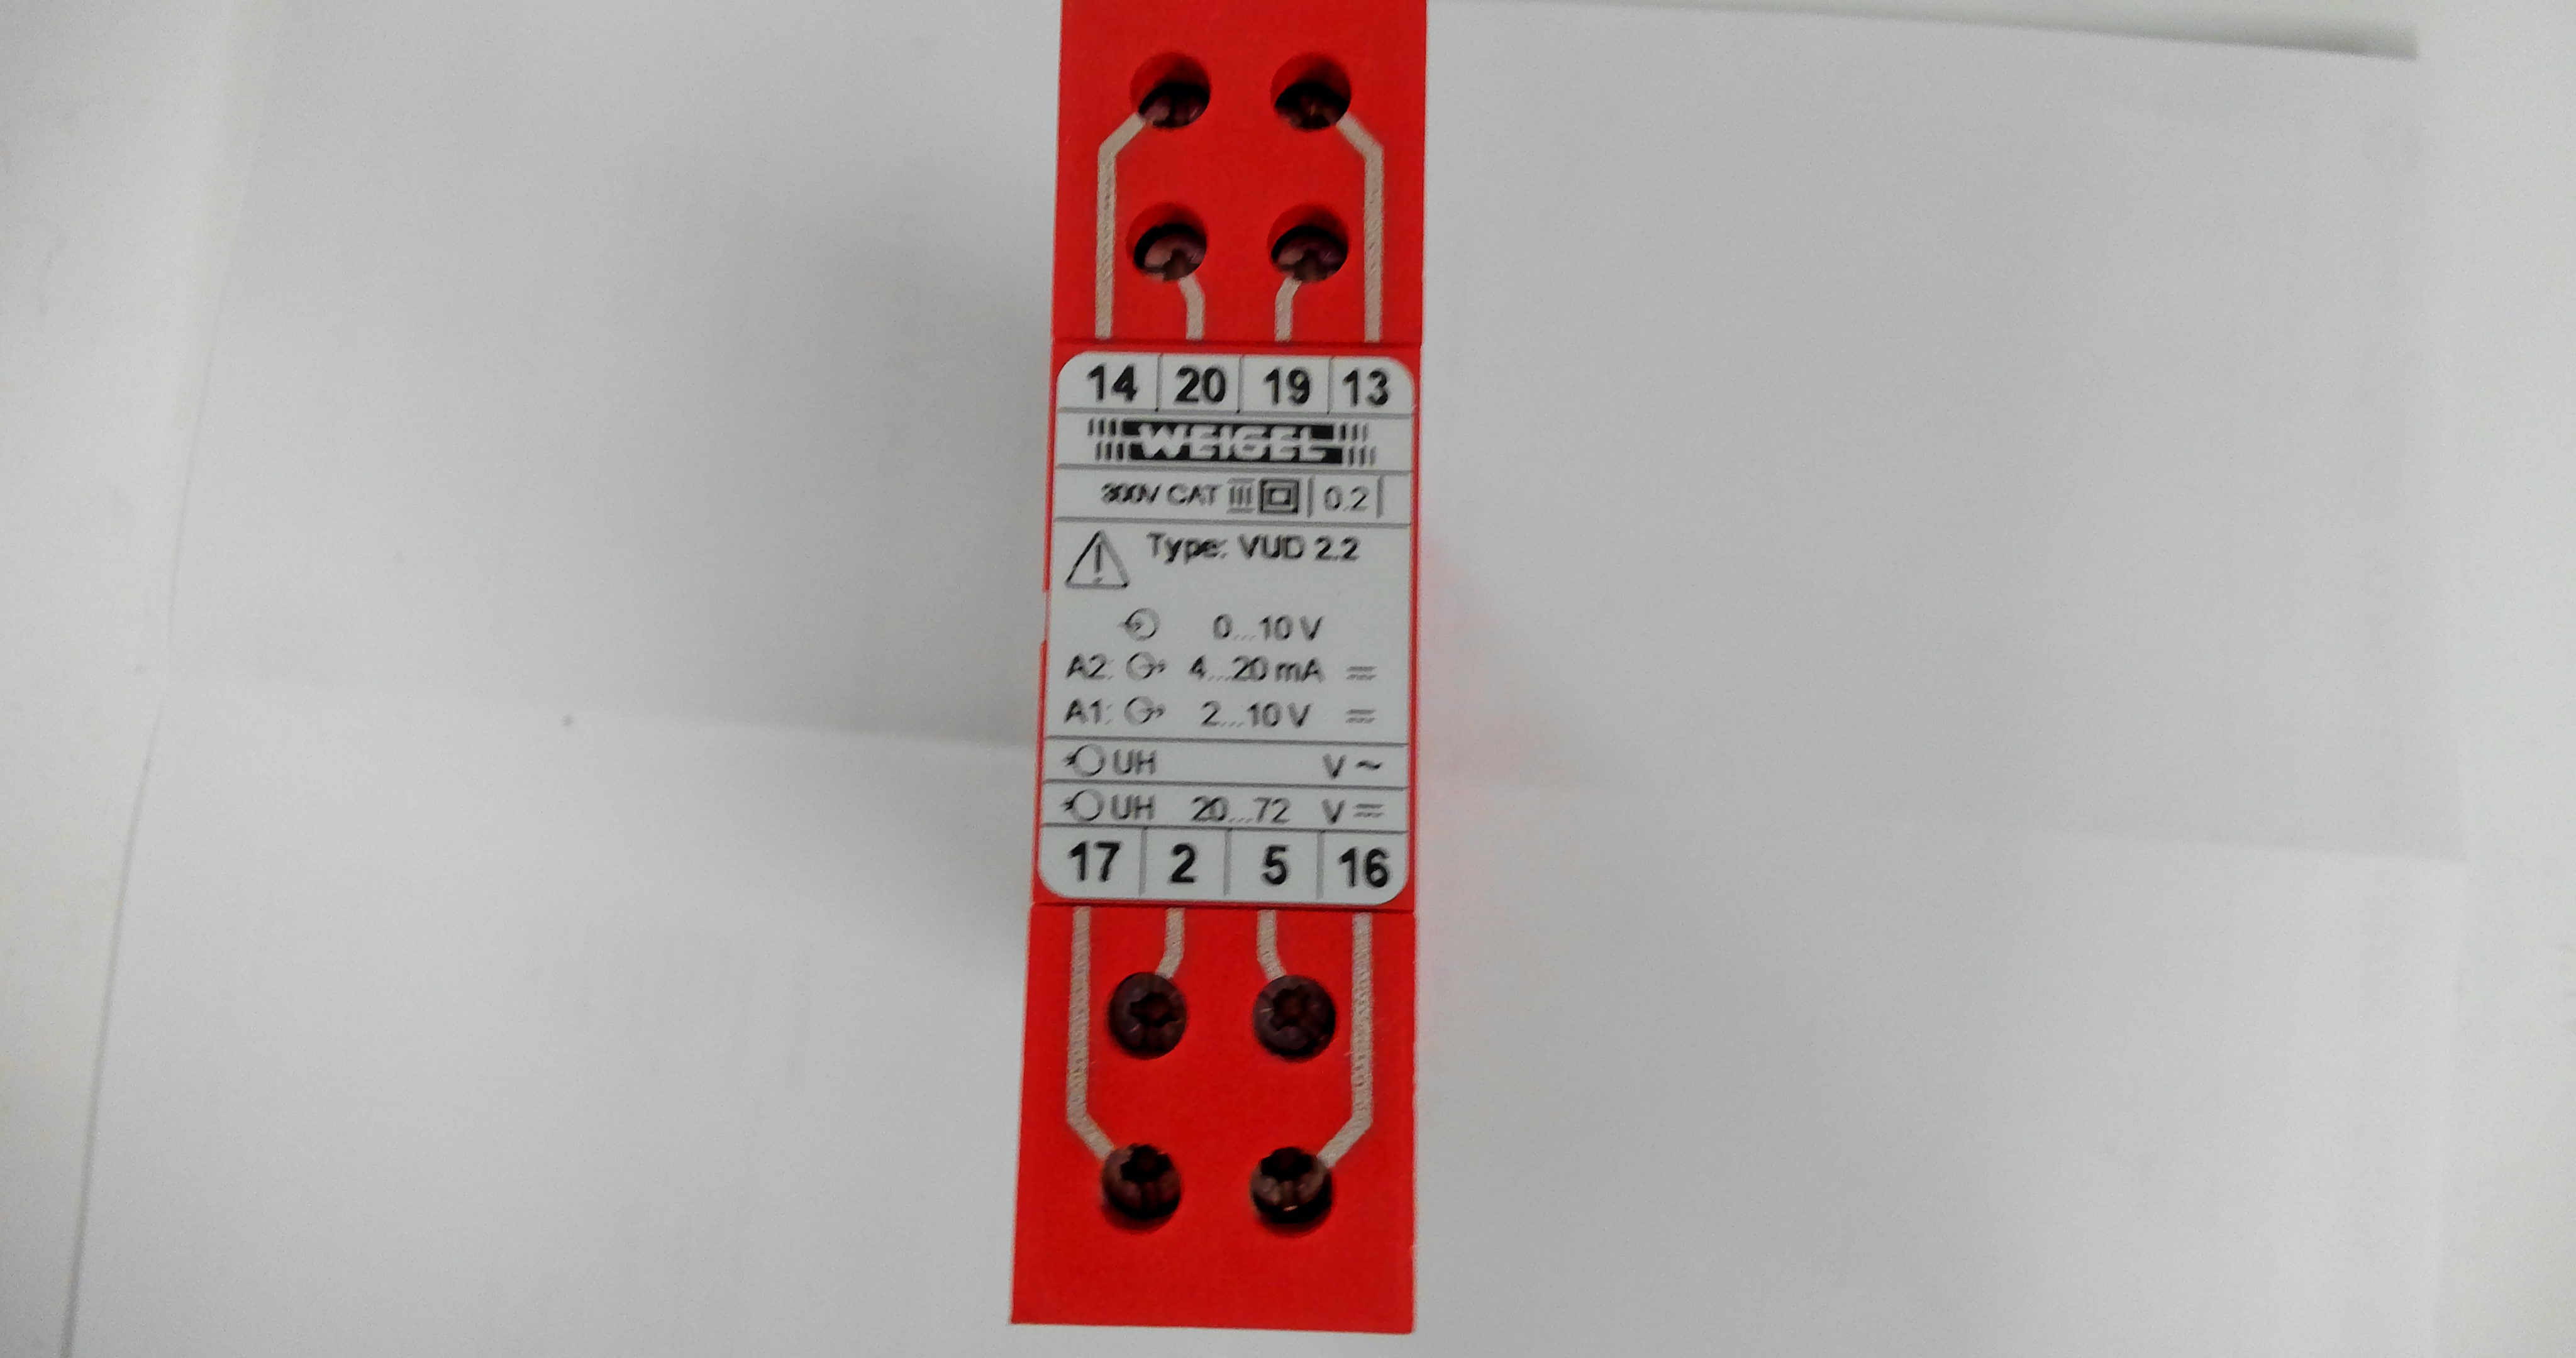 14 20 19 13
WEIGEL
300V CAT III 0.2
Type: VUD 2.2
0...10 V
A2: 4...20 mA
A1: 2...10 V
UH V ~
UH 20...72 V
17 2 5 16